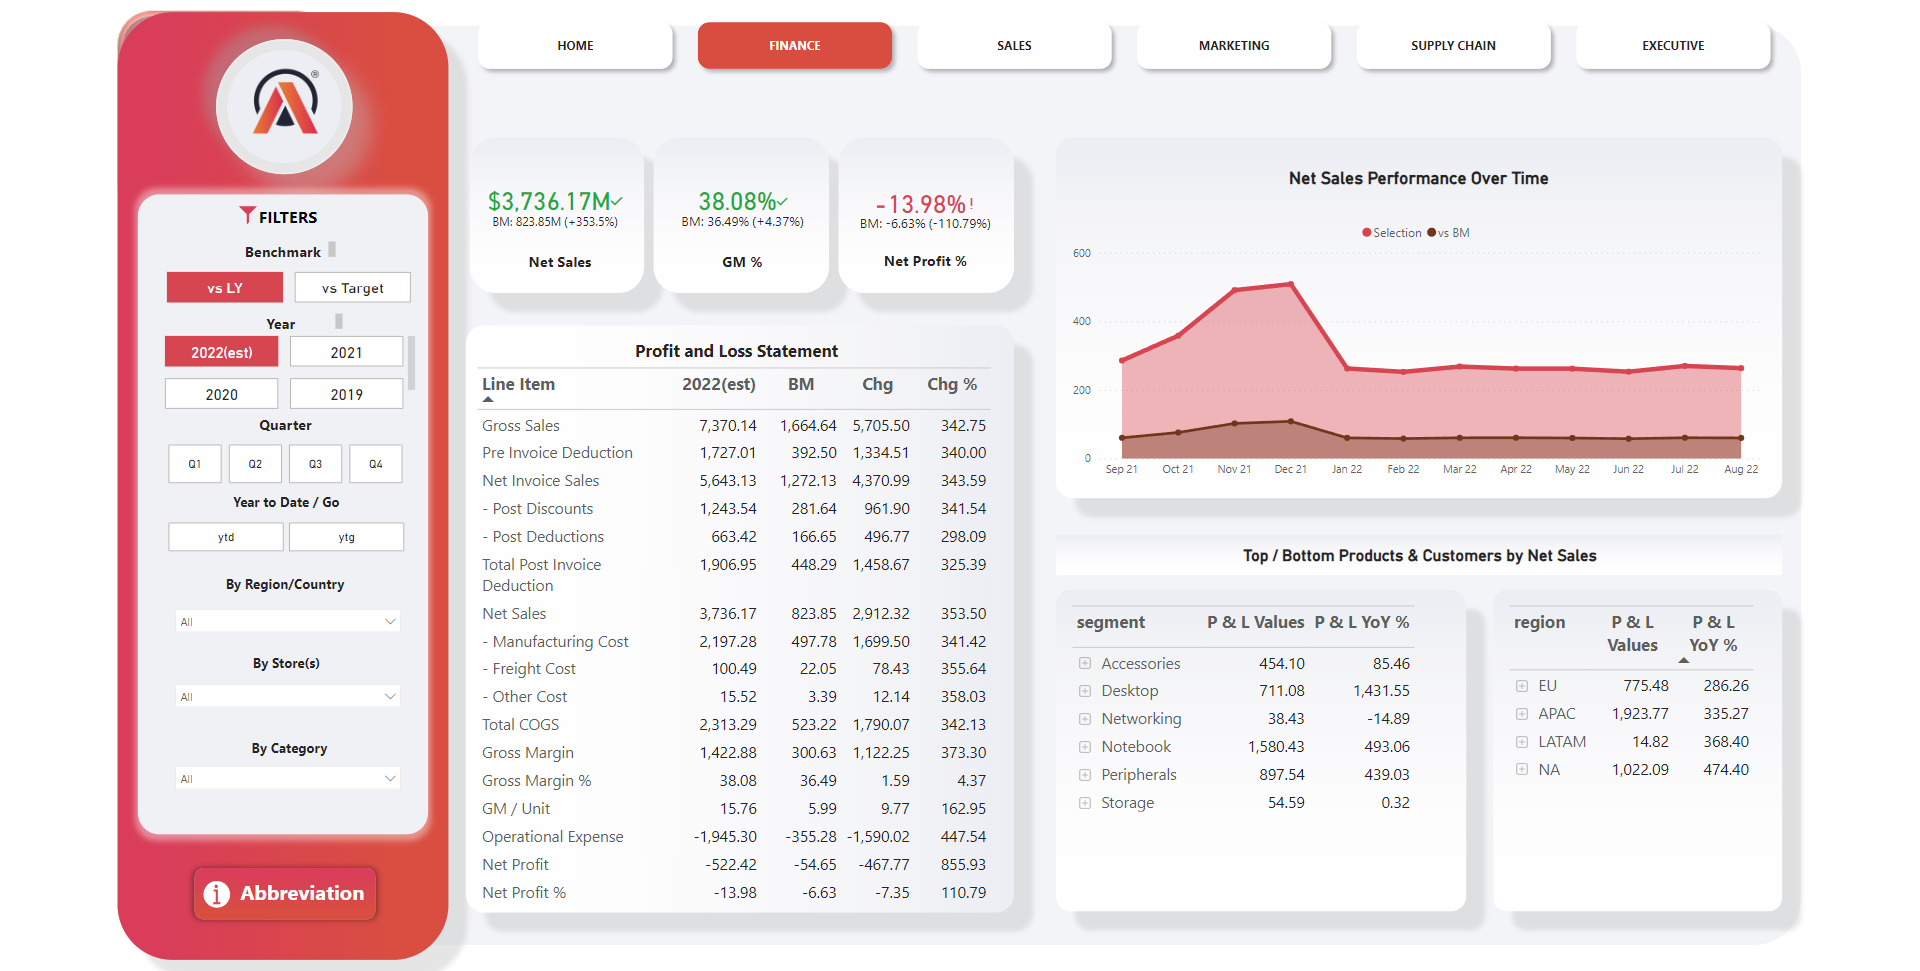 HOME FINANCE SALES MARKETING SUPPLY CHAIN EXECUTIVE
®
FILTERS
Benchmark
vs LY vs Target
Year
2022(est) 2021
2020 2019
Quarter
Q1 Q2 Q3 Q4
Year to Date / Go
ytd ytg
By Region/Country
All
By Store(s)
All
By Category
All
Abbreviation
$3,736.17M
BM: 823.85M (+353.5%)
Net Sales
38.08%
BM: 36.49% (+4.37%)
GM %
-13.98%!
BM: -6.63% (-110.79%)
Net Profit %
Profit and Loss Statement
Line Item 2022(est) BM Chg Chg %
Gross Sales 7,370.14 1,664.64 5,705.50 342.75
Pre Invoice Deduction 1,727.01 392.50 1,334.51 340.00
Net Invoice Sales 5,643.13 1,272.13 4,370.99 343.59
- Post Discounts 1,243.54 281.64 961.90 341.54
- Post Deductions 663.42 166.65 496.77 298.09
Total Post Invoice 1,906.95 448.29 1,458.67 325.39
Deduction
Net Sales 3,736.17 823.85 2,912.32 353.50
- Manufacturing Cost 2,197.28 497.78 1,699.50 341.42
- Freight Cost 100.49 22.05 78.43 355.64
- Other Cost 15.52 3.39 12.14 358.03
Total COGS 2,313.29 523.22 1,790.07 342.13
Gross Margin 1,422.88 300.63 1,122.25 373.30
Gross Margin % 38.08 36.49 1.59 4.37
GM / Unit 15.76 5.99 9.77 162.95
Operational Expense -1,945.30 -355.28 -1,590.02 447.54
Net Profit -522.42 -54.65 -467.77 855.93
Net Profit % -13.98 -6.63 -7.35 110.79
Net Sales Performance Over Time
Selection vs BM
600
400
200
0
Sep 21 Oct 21 Nov 21 Dec 21 Jan 22 Feb 22 Mar 22 Apr 22 May 22 Jun 22 Jul 22 Aug 22
Top / Bottom Products & Customers by Net Sales
segment P & L Values P & L YoY %
Accessories 454.10 85.46
Desktop 711.08 1,431.55
Networking 38.43 -14.89
Notebook 1,580.43 493.06
Peripherals 897.54 439.03
Storage 54.59 0.32
region P & L P & L
Values YoY %
EU 775.48 286.26
APAC 1,923.77 335.27
LATAM 14.82 368.40
NA 1,022.09 474.40